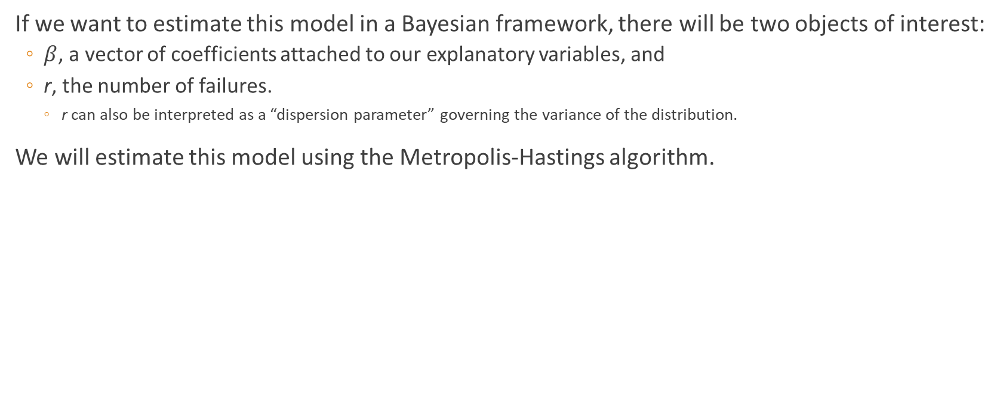 If we want to estimate this model in a Bayesian framework, there will be two objects of interest:
◦ β, a vector of coefficients attached to our explanatory variables, and
◦ r, the number of failures.
◦ r can also be interpreted as a “dispersion parameter” governing the variance of the distribution.
We will estimate this model using the Metropolis-Hastings algorithm.